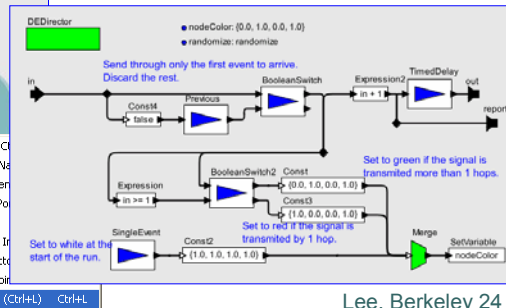 DEDirector
nodeColor: {0.0, 1.0, 0.0, 1.0}
randomize: randomize
Send through only the first event to arrive.
Discard the rest.
in
Const4
false
Previous
BooleanSwitch
Expression2
in + 1
TimedDelay
out
report
Expression
in >= 1
BooleanSwitch2
Const
{0.0, 1.0, 0.0, 1.0}
Const3
{1.0, 0.0, 0.0, 1.0}
Set to green if the signal is
transmited more than 1 hops.
Set to red if the signal is
transmited by 1 hop.
Set to white at the
start of the run.
SingleEvent
Const2
{1.0, 1.0, 1.0, 1.0}
Merge
SetVariable
nodeColor
(Ctrl+L) Ctrl+L
Lee, Berkeley 24